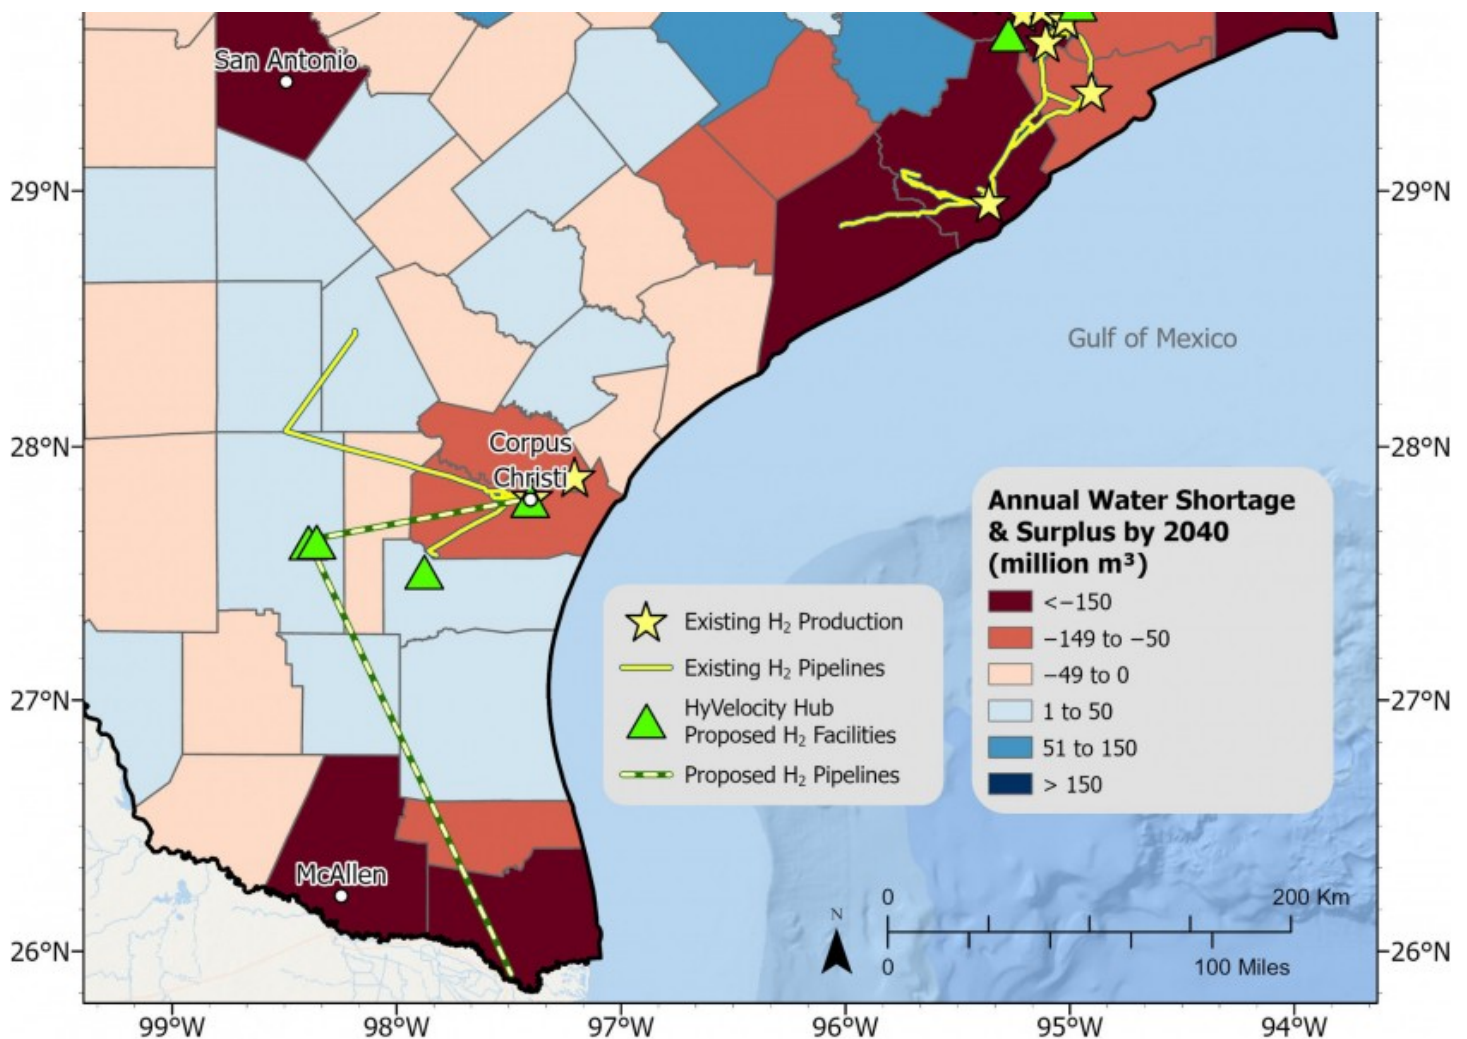 San Antonio
29°N
29°N
Gulf of Mexico
28°N
Corpus
Christi
28°N
Annual Water Shortage
& Surplus by 2040
(million m³)
<−150
−149 to −50
−49 to 0
1 to 50
51 to 150
> 150
Existing H₂ Production
Existing H₂ Pipelines
HyVelocity Hub
Proposed H₂ Facilities
Proposed H₂ Pipelines
27°N
27°N
McAllen
N
0
200 Km
0
100 Miles
26°N
26°N
99°W
98°W
97°W
96°W
95°W
94°W